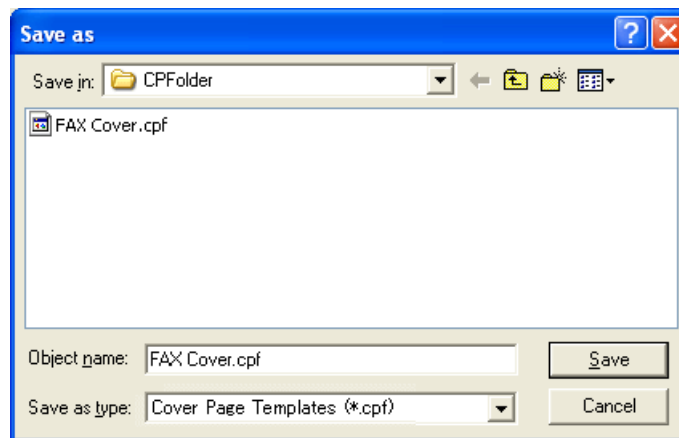 Save as
Save in: CPFolder
FAX Cover.cpf
Object name: FAX Cover.cpf Save
Save as type: Cover Page Templates (*.cpf) Cancel